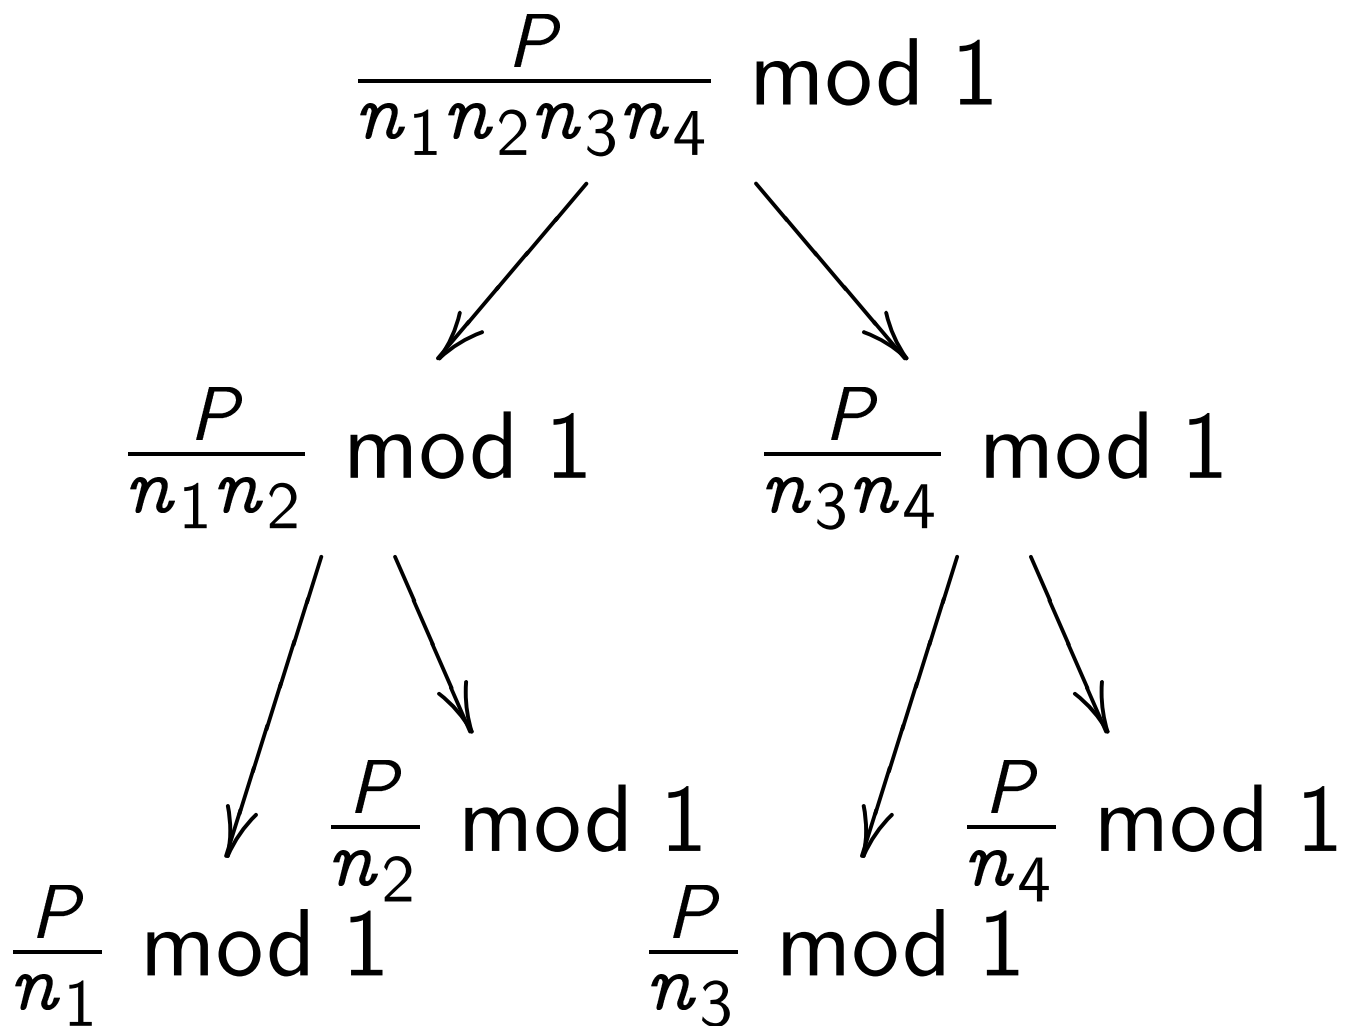 P/(n₁n₂n₃n₄) mod 1
P/(n₁n₂) mod 1 P/(n₃n₄) mod 1
P/n₂ mod 1 P/n₄ mod 1
P/n₁ mod 1 P/n₃ mod 1